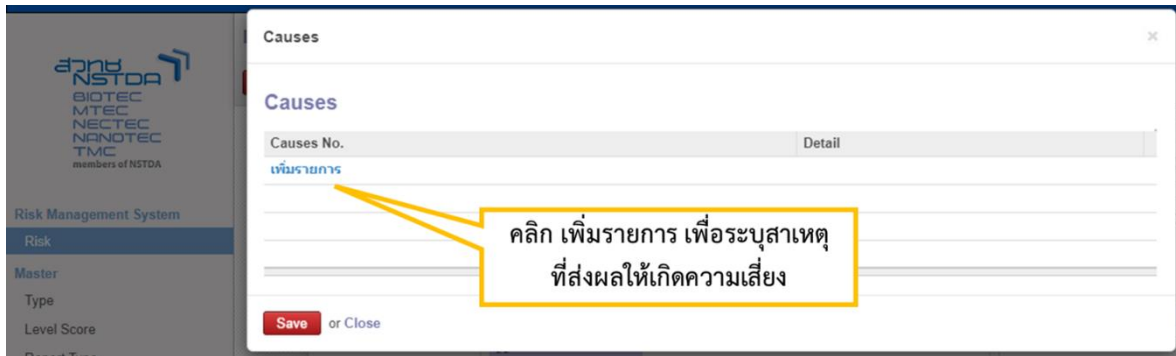 Causes
×
สวทช
NSTDA
BIOTEC
MTEC
NECTEC
NANOTEC
TMC
members of NSTDA
Causes
Causes No. Detail
เพิ่มรายการ
Risk Management System
Risk
คลิก เพิ่มรายการ เพื่อระบุสาเหตุ
ที่ส่งผลให้เกิดความเสี่ยง
Master
Type
Level Score
Save or Close
Report Type